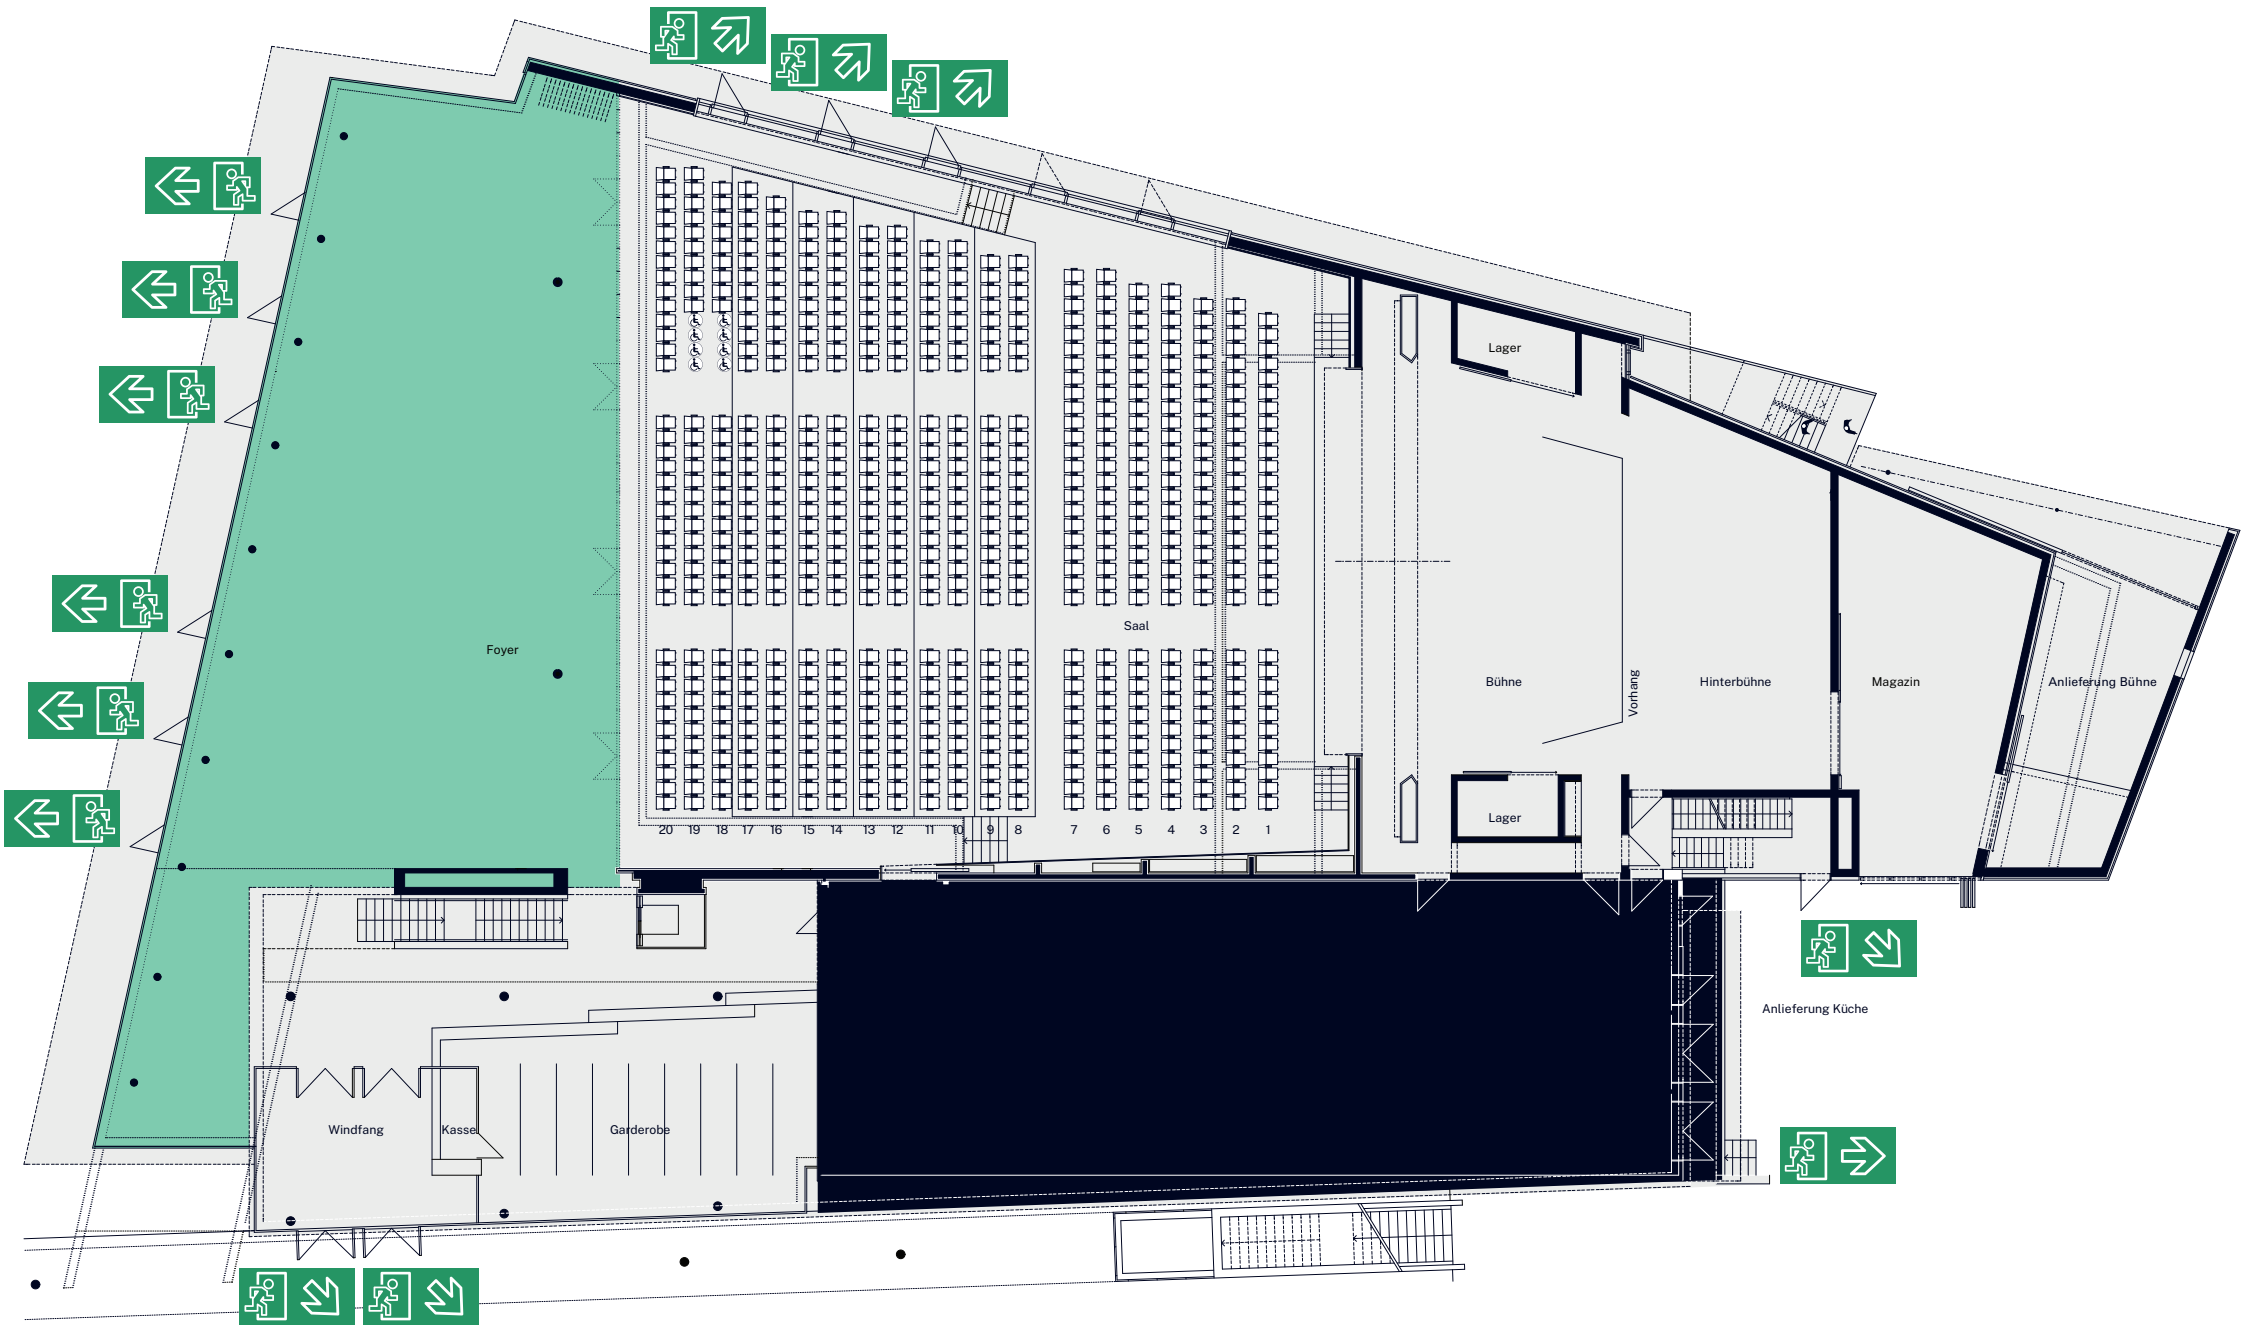 Lager
Saal
Foyer
Bühne
Vorhang
Hinterbühne
Magazin
Anlieferung Bühne
Lager
20 19 18 17 16 15 14 13 12 11 10 9 8 7 6 5 4 3 2 1
Anlieferung Küche
Windfang
Kasse
Garderobe